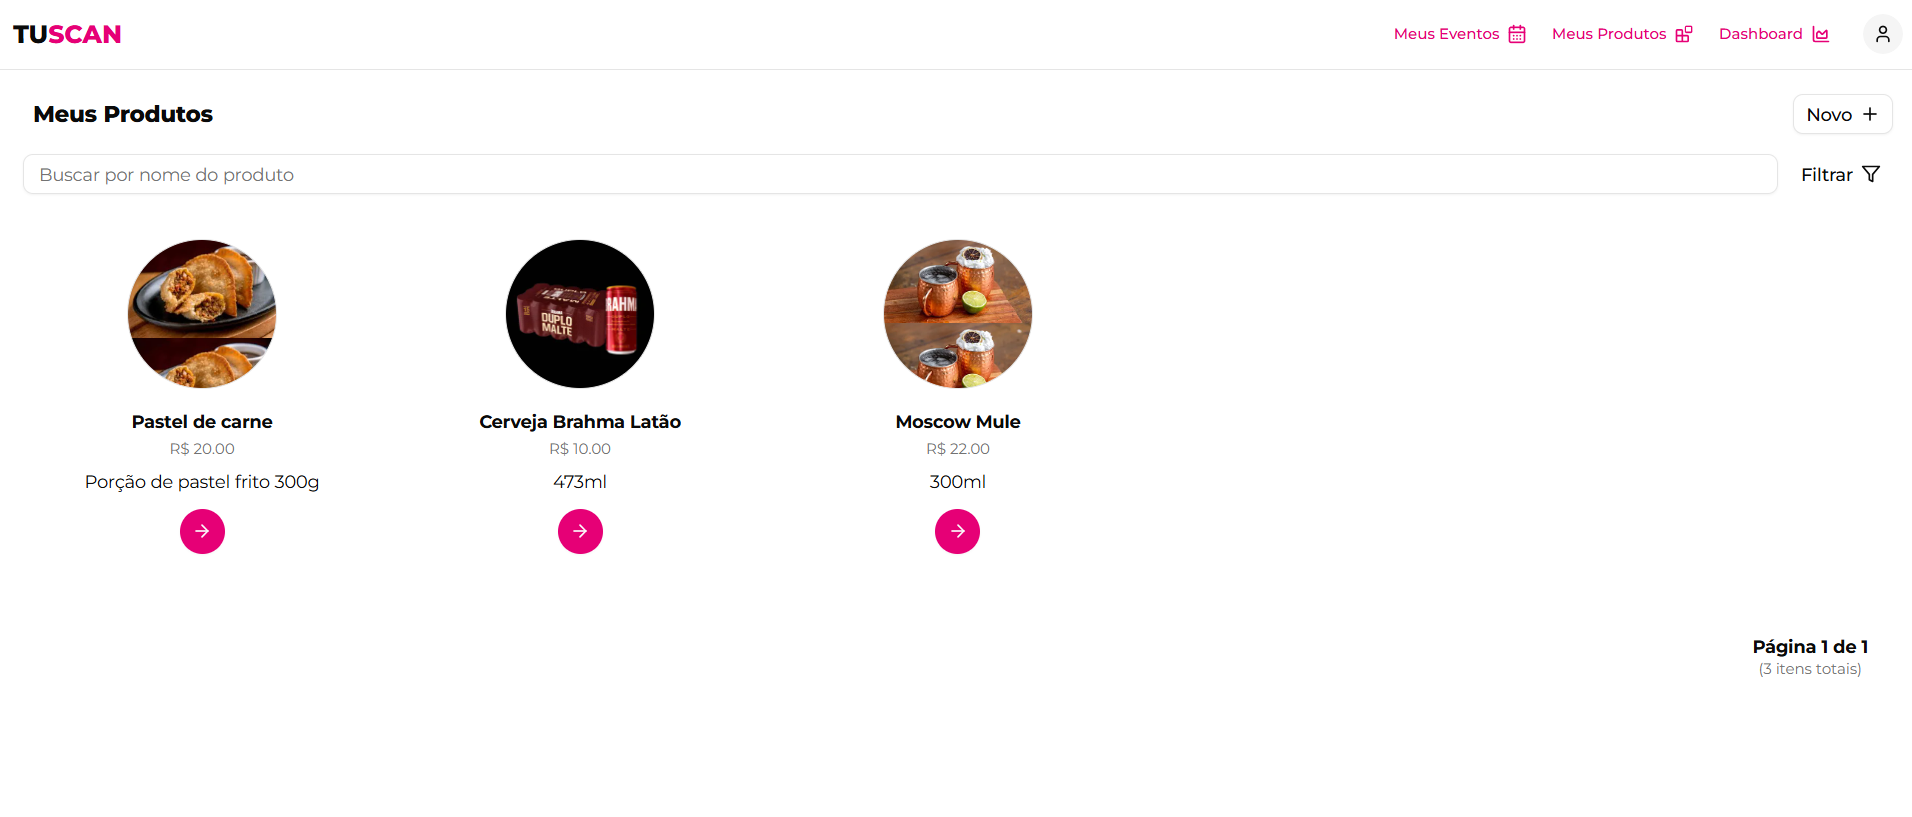 TUSCAN
Meus Eventos
Meus Produtos
Dashboard
Meus Produtos
Novo
Buscar por nome do produto
Filtrar
BRAHMA
DUPLO
MALTE
Pastel de carne
Cerveja Brahma Latão
Moscow Mule
R$ 20.00
R$ 10.00
R$ 22.00
Porção de pastel frito 300g
473ml
300ml
Página 1 de 1
(3 itens totais)